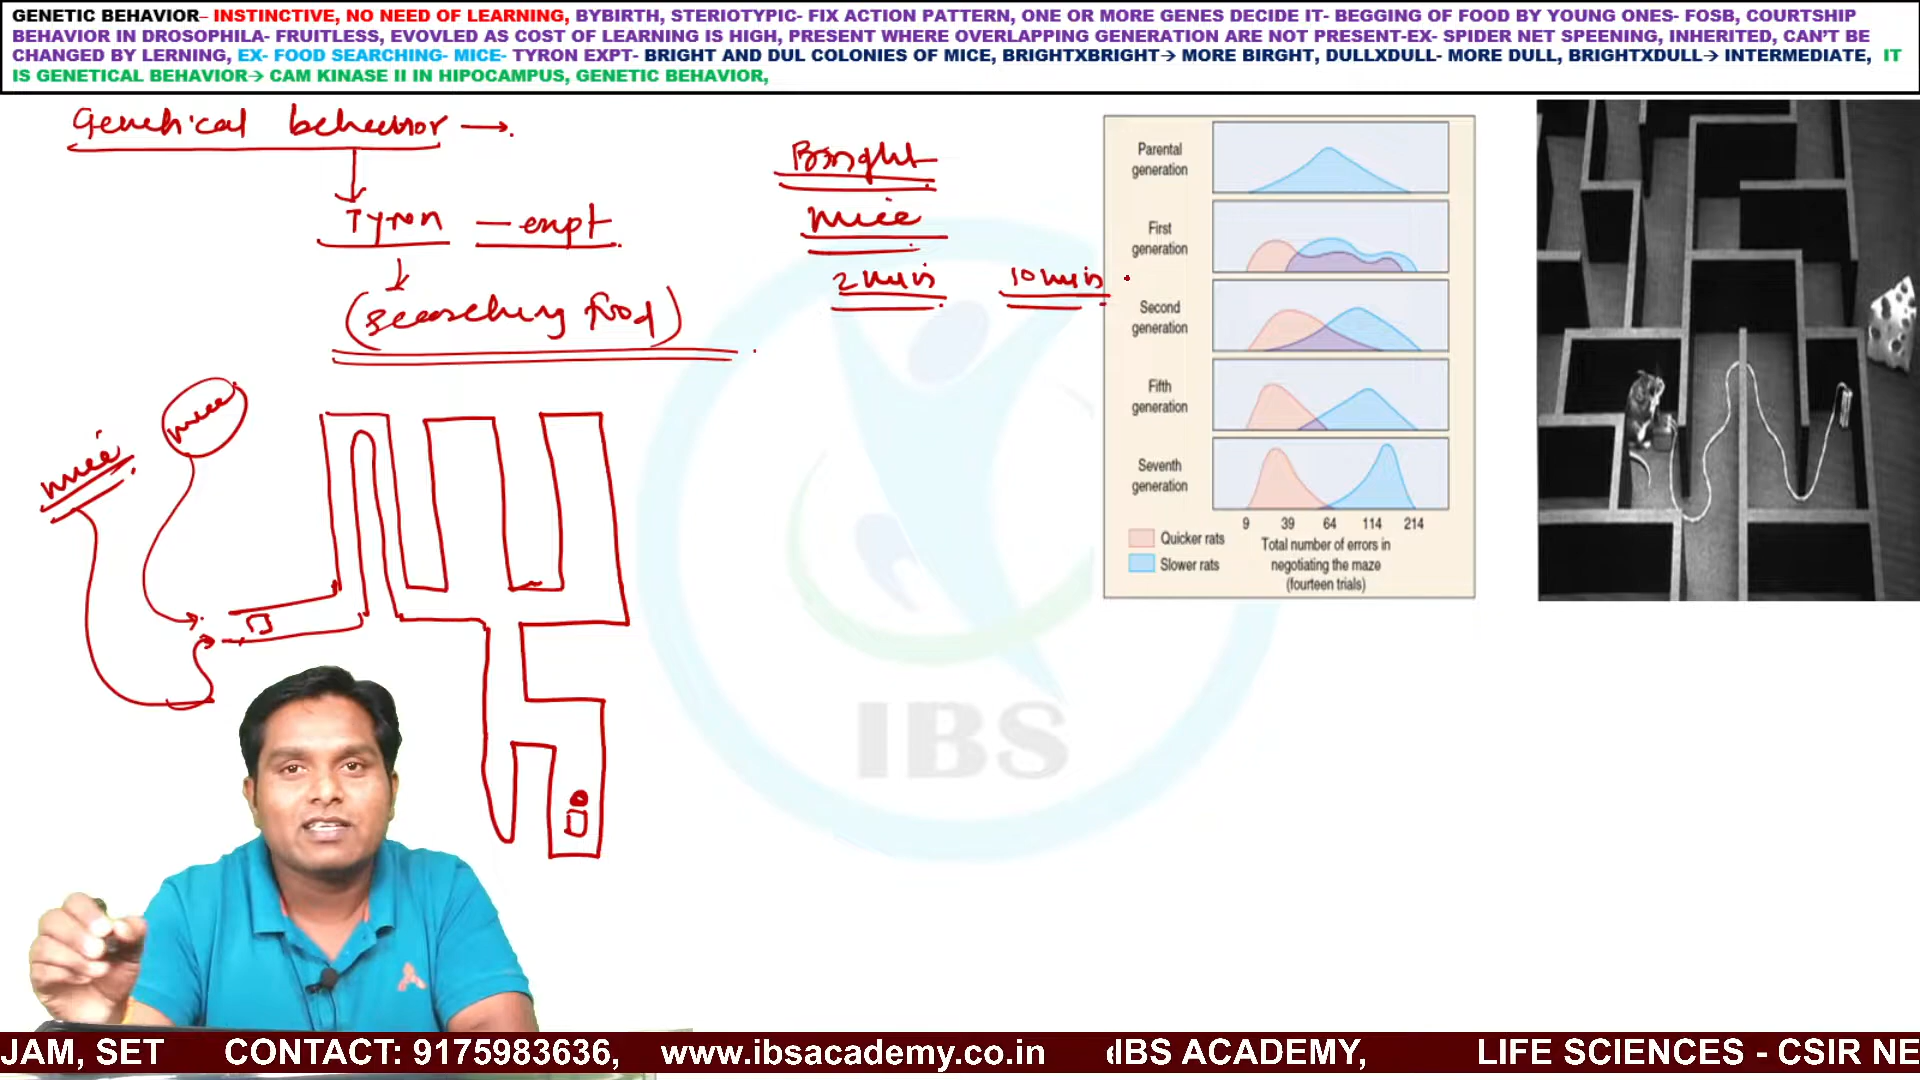 GENETIC BEHAVIOR– INSTINCTIVE, NO NEED OF LEARNING, BYBIRTH, STERIOTYPIC- FIX ACTION PATTERN, ONE OR MORE GENES DECIDE IT- BEGGING OF FOOD BY YOUNG ONES- FOSB, COURTSHIP
BEHAVIOR IN DROSOPHILA- FRUITLESS, EVOVLED AS COST OF LEARNING IS HIGH, PRESENT WHERE OVERLAPPING GENERATION ARE NOT PRESENT-EX- SPIDER NET SPEENING, INHERITED, CAN'T BE
CHANGED BY LERNING, EX- FOOD SEARCHING- MICE- TYRON EXPT- BRIGHT AND DUL COLONIES OF MICE, BRIGHTXBRIGHT→ MORE BIRGHT, DULLXDULL- MORE DULL, BRIGHTXDULL→ INTERMEDIATE, IT
IS GENETICAL BEHAVIOR→ CAM KINASE II IN HIPOCAMPUS, GENETIC BEHAVIOR,
Genetical behavior →
Tyron – expt
(searching food)
Bright
mice
2 min 10 min
mice
mice
Parental
generation
First
generation
Second
generation
Fifth
generation
Seventh
generation
9 39 64 114 214
Quicker rats
Slower rats
Total number of errors in
negotiating the maze
(fourteen trials)
IBS
JAM, SET CONTACT: 9175983636, www.ibsacademy.co.in IBS ACADEMY, LIFE SCIENCES - CSIR NE